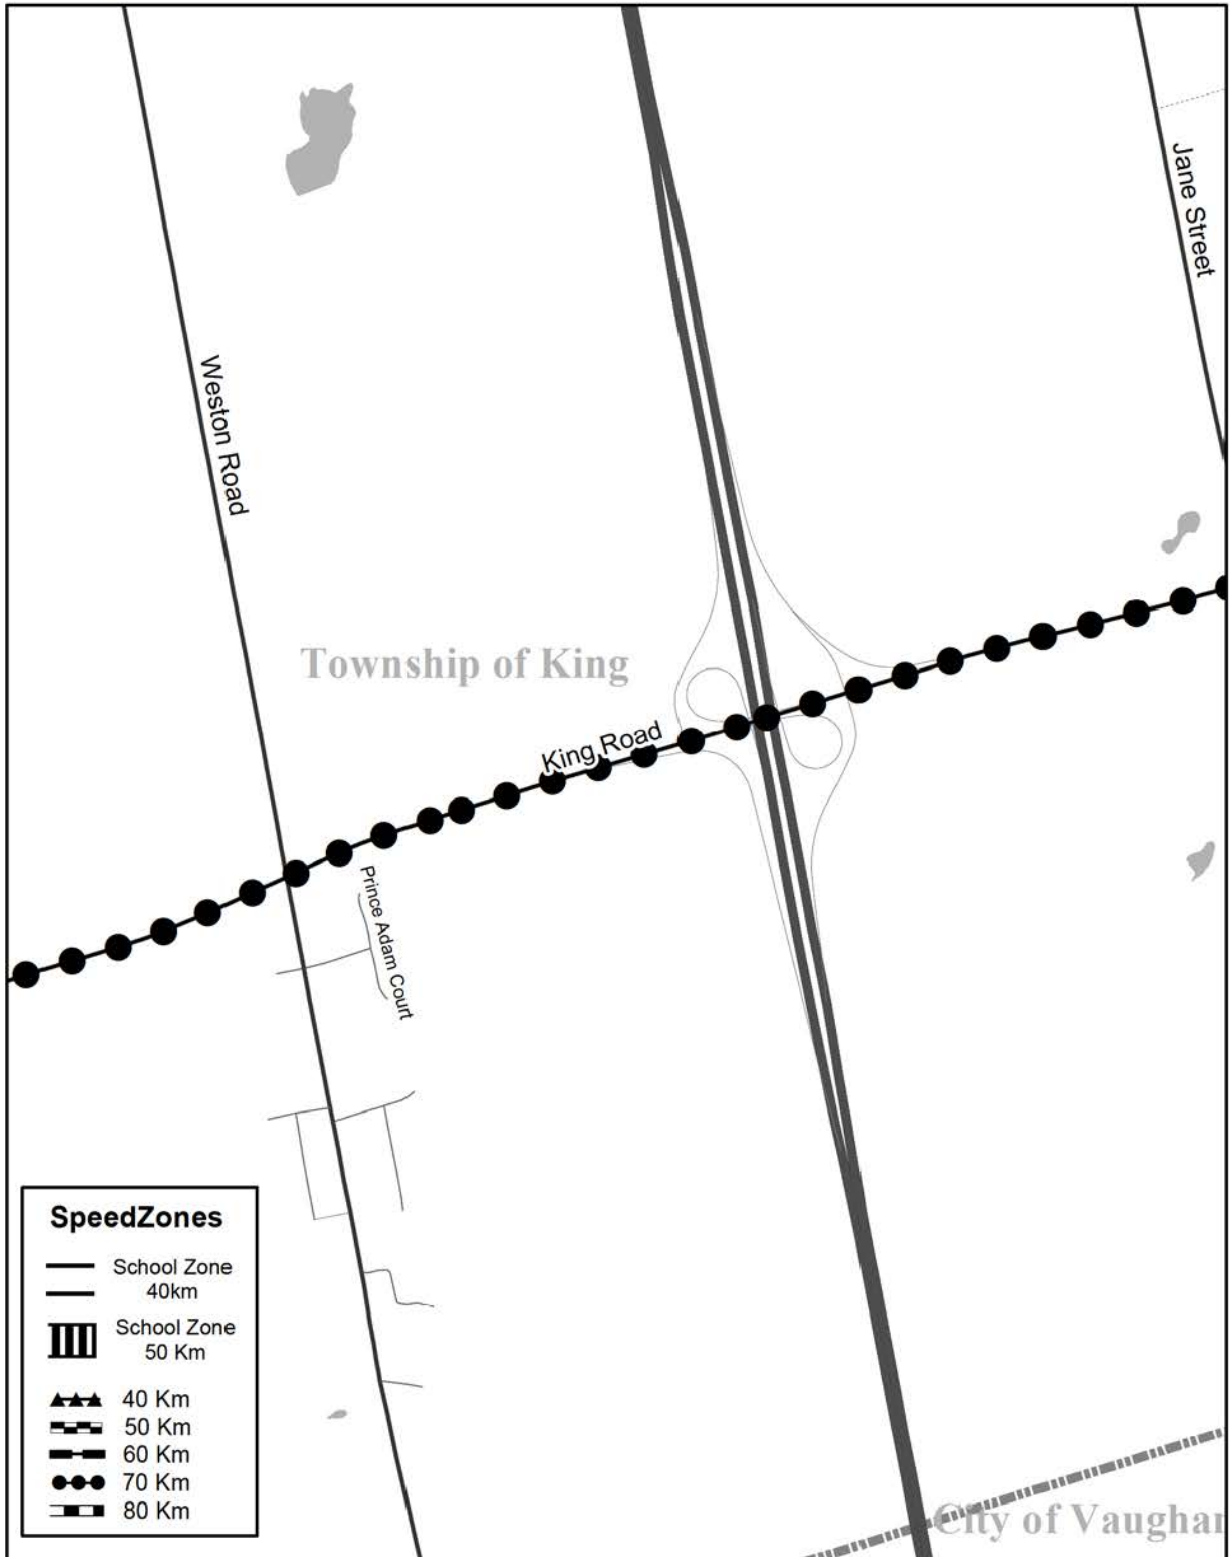 Jane Street
Weston Road
Township of King
King Road
Prince Adam Court
SpeedZones
School Zone
40km
School Zone
50 Km
40 Km
50 Km
60 Km
70 Km
80 Km
City of Vaughan